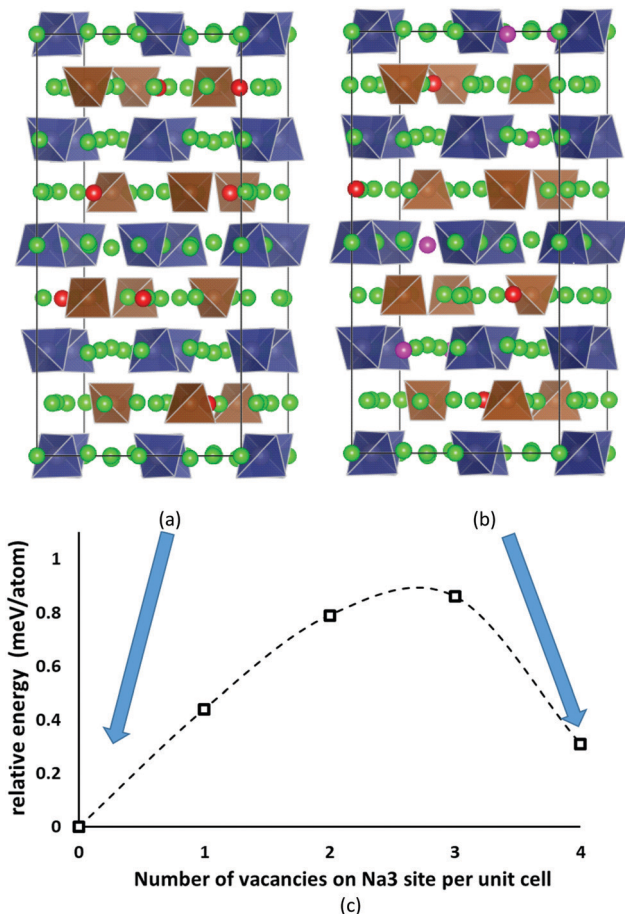 (a)
(b)
relative energy (meV/atom)
1
0.8
0.6
0.4
0.2
0
0
1
2
3
4
Number of vacancies on Na3 site per unit cell
(c)